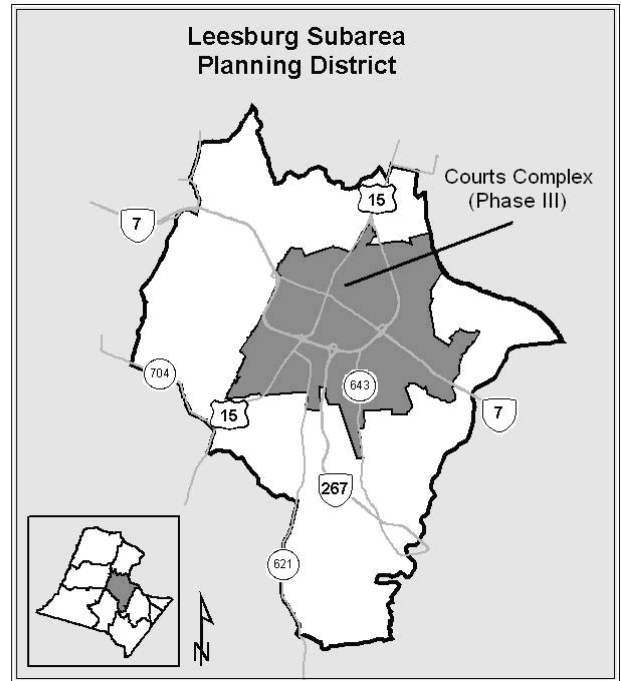 Leesburg Subarea
Planning District
Courts Complex
(Phase III)
15
7
704
643
15
7
267
621
N